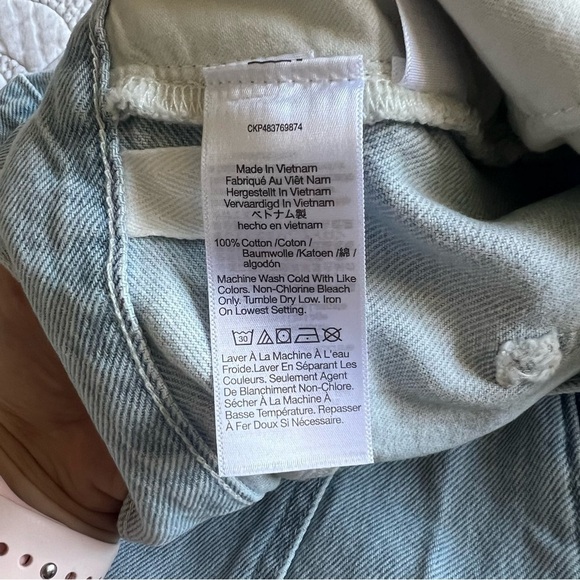 CKP483769874
Made In Vietnam
Fabriqué Au Viêt Nam
Hergestellt In Vietnam
Vervaardigd In Vietnam
ベトナム製
hecho en vietnam
100% Cotton /Coton /
Baumwolle /Katoen /綿 /
algodón
Machine Wash Cold With Like
Colors. Non-Chlorine Bleach
Only. Tumble Dry Low. Iron
On Lowest Setting.
30
Laver À La Machine À L'eau
Froide.Laver En Séparant Les
Couleurs. Seulement Agent
De Blanchiment Non-Chlore.
Sécher À La Machine À
Basse Température. Repasser
À Fer Doux Si Nécessaire.